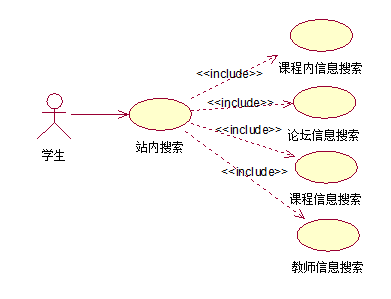 <<include>>
课程内信息搜索
<<include>>
论坛信息搜索
<<include>>
学生
站内搜索
<<include>>
课程信息搜索
教师信息搜索